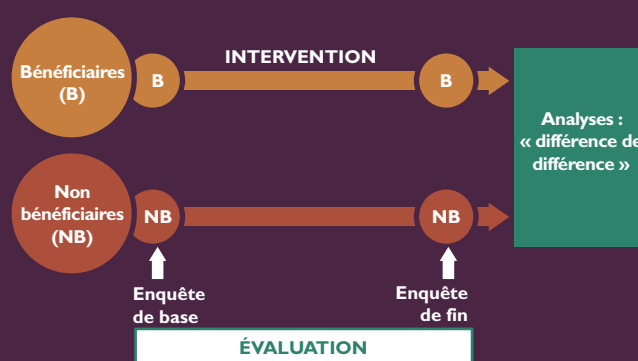 INTERVENTION
Bénéficiaires
(B)
B
B
Analyses :
« différence de
différence »
Non
bénéficiaires
(NB)
NB
NB
Enquête
de base
Enquête
de fin
ÉVALUATION